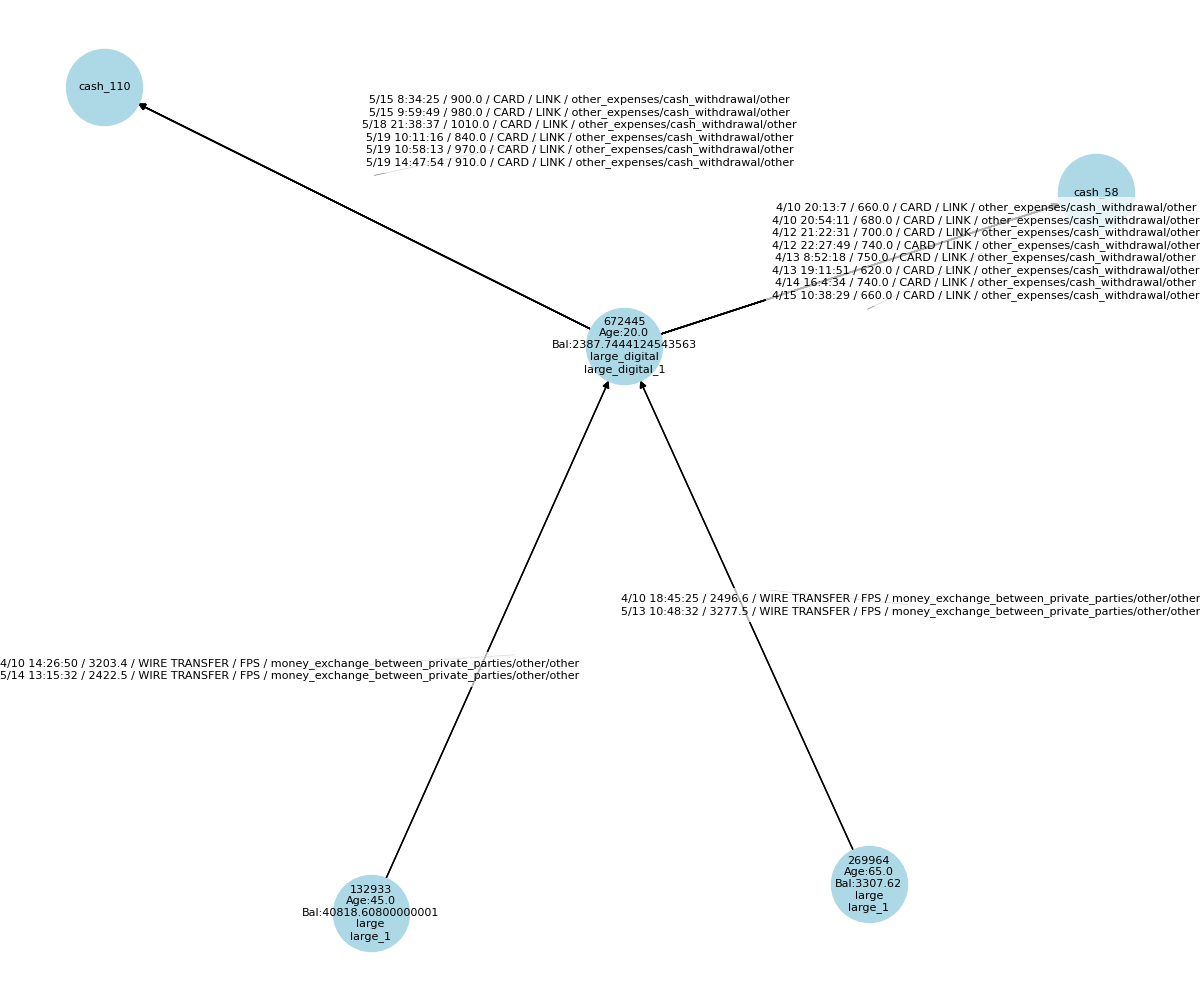 cash_110
5/15 8:34:25 / 900.0 / CARD / LINK / other_expenses/cash_withdrawal/other
5/15 9:59:49 / 980.0 / CARD / LINK / other_expenses/cash_withdrawal/other
5/18 21:38:37 / 1010.0 / CARD / LINK / other_expenses/cash_withdrawal/other
5/19 10:11:16 / 840.0 / CARD / LINK / other_expenses/cash_withdrawal/other
5/19 10:58:13 / 970.0 / CARD / LINK / other_expenses/cash_withdrawal/other
5/19 14:47:54 / 910.0 / CARD / LINK / other_expenses/cash_withdrawal/other
cash_58
4/10 20:13:7 / 660.0 / CARD / LINK / other_expenses/cash_withdrawal/other
4/10 20:54:11 / 680.0 / CARD / LINK / other_expenses/cash_withdrawal/other
4/12 21:22:31 / 700.0 / CARD / LINK / other_expenses/cash_withdrawal/other
4/12 22:27:49 / 740.0 / CARD / LINK / other_expenses/cash_withdrawal/other
4/13 8:52:18 / 750.0 / CARD / LINK / other_expenses/cash_withdrawal/other
4/13 19:11:51 / 620.0 / CARD / LINK / other_expenses/cash_withdrawal/other
4/14 16:4:34 / 740.0 / CARD / LINK / other_expenses/cash_withdrawal/other
4/15 10:38:29 / 660.0 / CARD / LINK / other_expenses/cash_withdrawal/other
672445
Age:20.0
Bal:2387.7444124543563
large_digital
large_digital_1
4/10 18:45:25 / 2496.6 / WIRE TRANSFER / FPS / money_exchange_between_private_parties/other/other
5/13 10:48:32 / 3277.5 / WIRE TRANSFER / FPS / money_exchange_between_private_parties/other/other
4/10 14:26:50 / 3203.4 / WIRE TRANSFER / FPS / money_exchange_between_private_parties/other/other
5/14 13:15:32 / 2422.5 / WIRE TRANSFER / FPS / money_exchange_between_private_parties/other/other
269964
Age:65.0
Bal:3307.62
large
large_1
132933
Age:45.0
Bal:40818.60800000001
large
large_1